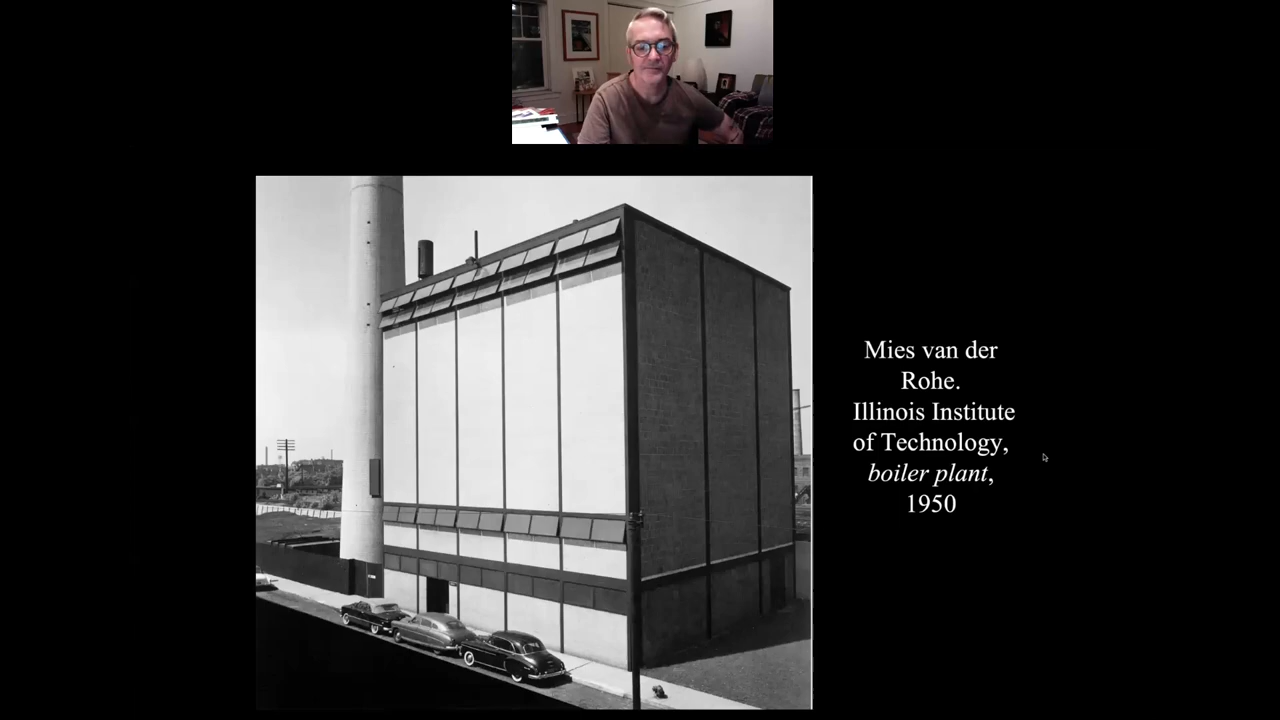 Mies van der
Rohe.
Illinois Institute
of Technology,
boiler plant,
1950